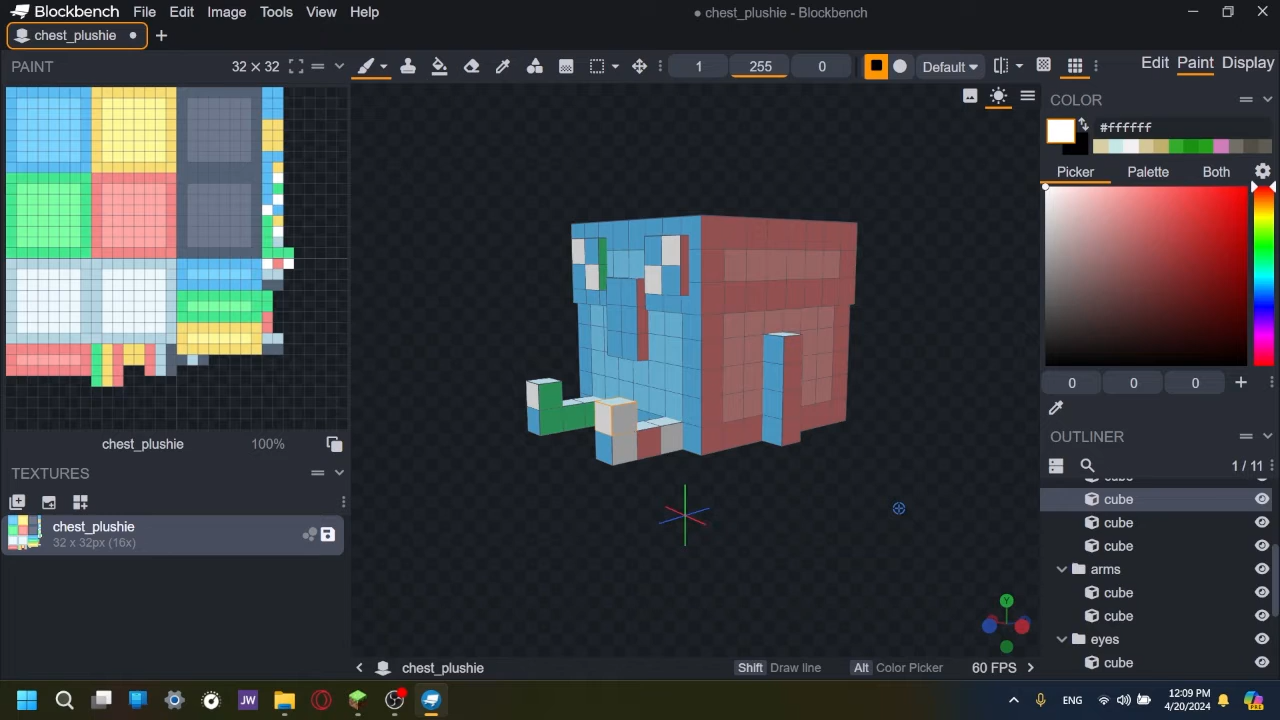 Blockbench File Edit Image Tools View Help
• chest_plushie - Blockbench
chest_plushie
PAINT 32 × 32
1 255 0 Default
Edit Paint Display
COLOR
#ffffff
Picker Palette Both
0 0 0
chest_plushie 100%
TEXTURES
chest_plushie
32 x 32px (16x)
OUTLINER
1 / 11
cube
cube
cube
cube
arms
cube
cube
eyes
cube
Y
chest_plushie
Shift Draw line Alt Color Picker 60 FPS
JW
ENG
12:09 PM
4/20/2024
PRE